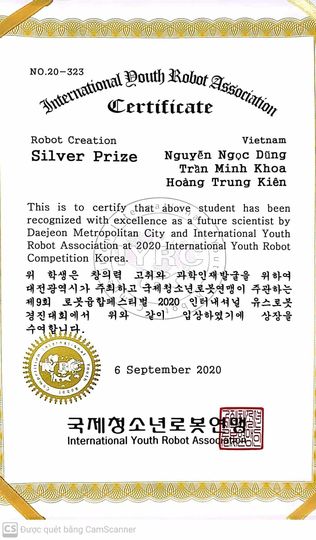 NO.20-323
International Youth Robot Association
Certificate
Robot Creation
Vietnam
Silver Prize
Nguyễn Ngọc Dũng
Trần Minh Khoa
Hoàng Trung Kiên
This is to certify that above student has been
recognized with excellence as a future scientist by
Daejeon Metropolitan City and International Youth
Robot Association at 2020 International Youth Robot
Competition Korea.
위 학생은 창의력 고취와 과학인재발굴을 위하여
대전광역시가 주최하고 국제청소년로봇연맹이 주관하는
제9회 로봇융합페스티벌 2020 인터내셔널 유스로봇
경진대회에서 위와 같이 입상하였기에 상장을
수여합니다.
6 September 2020
국제청소년로봇연맹
International Youth Robot Association
CS Được quét bằng CamScanner